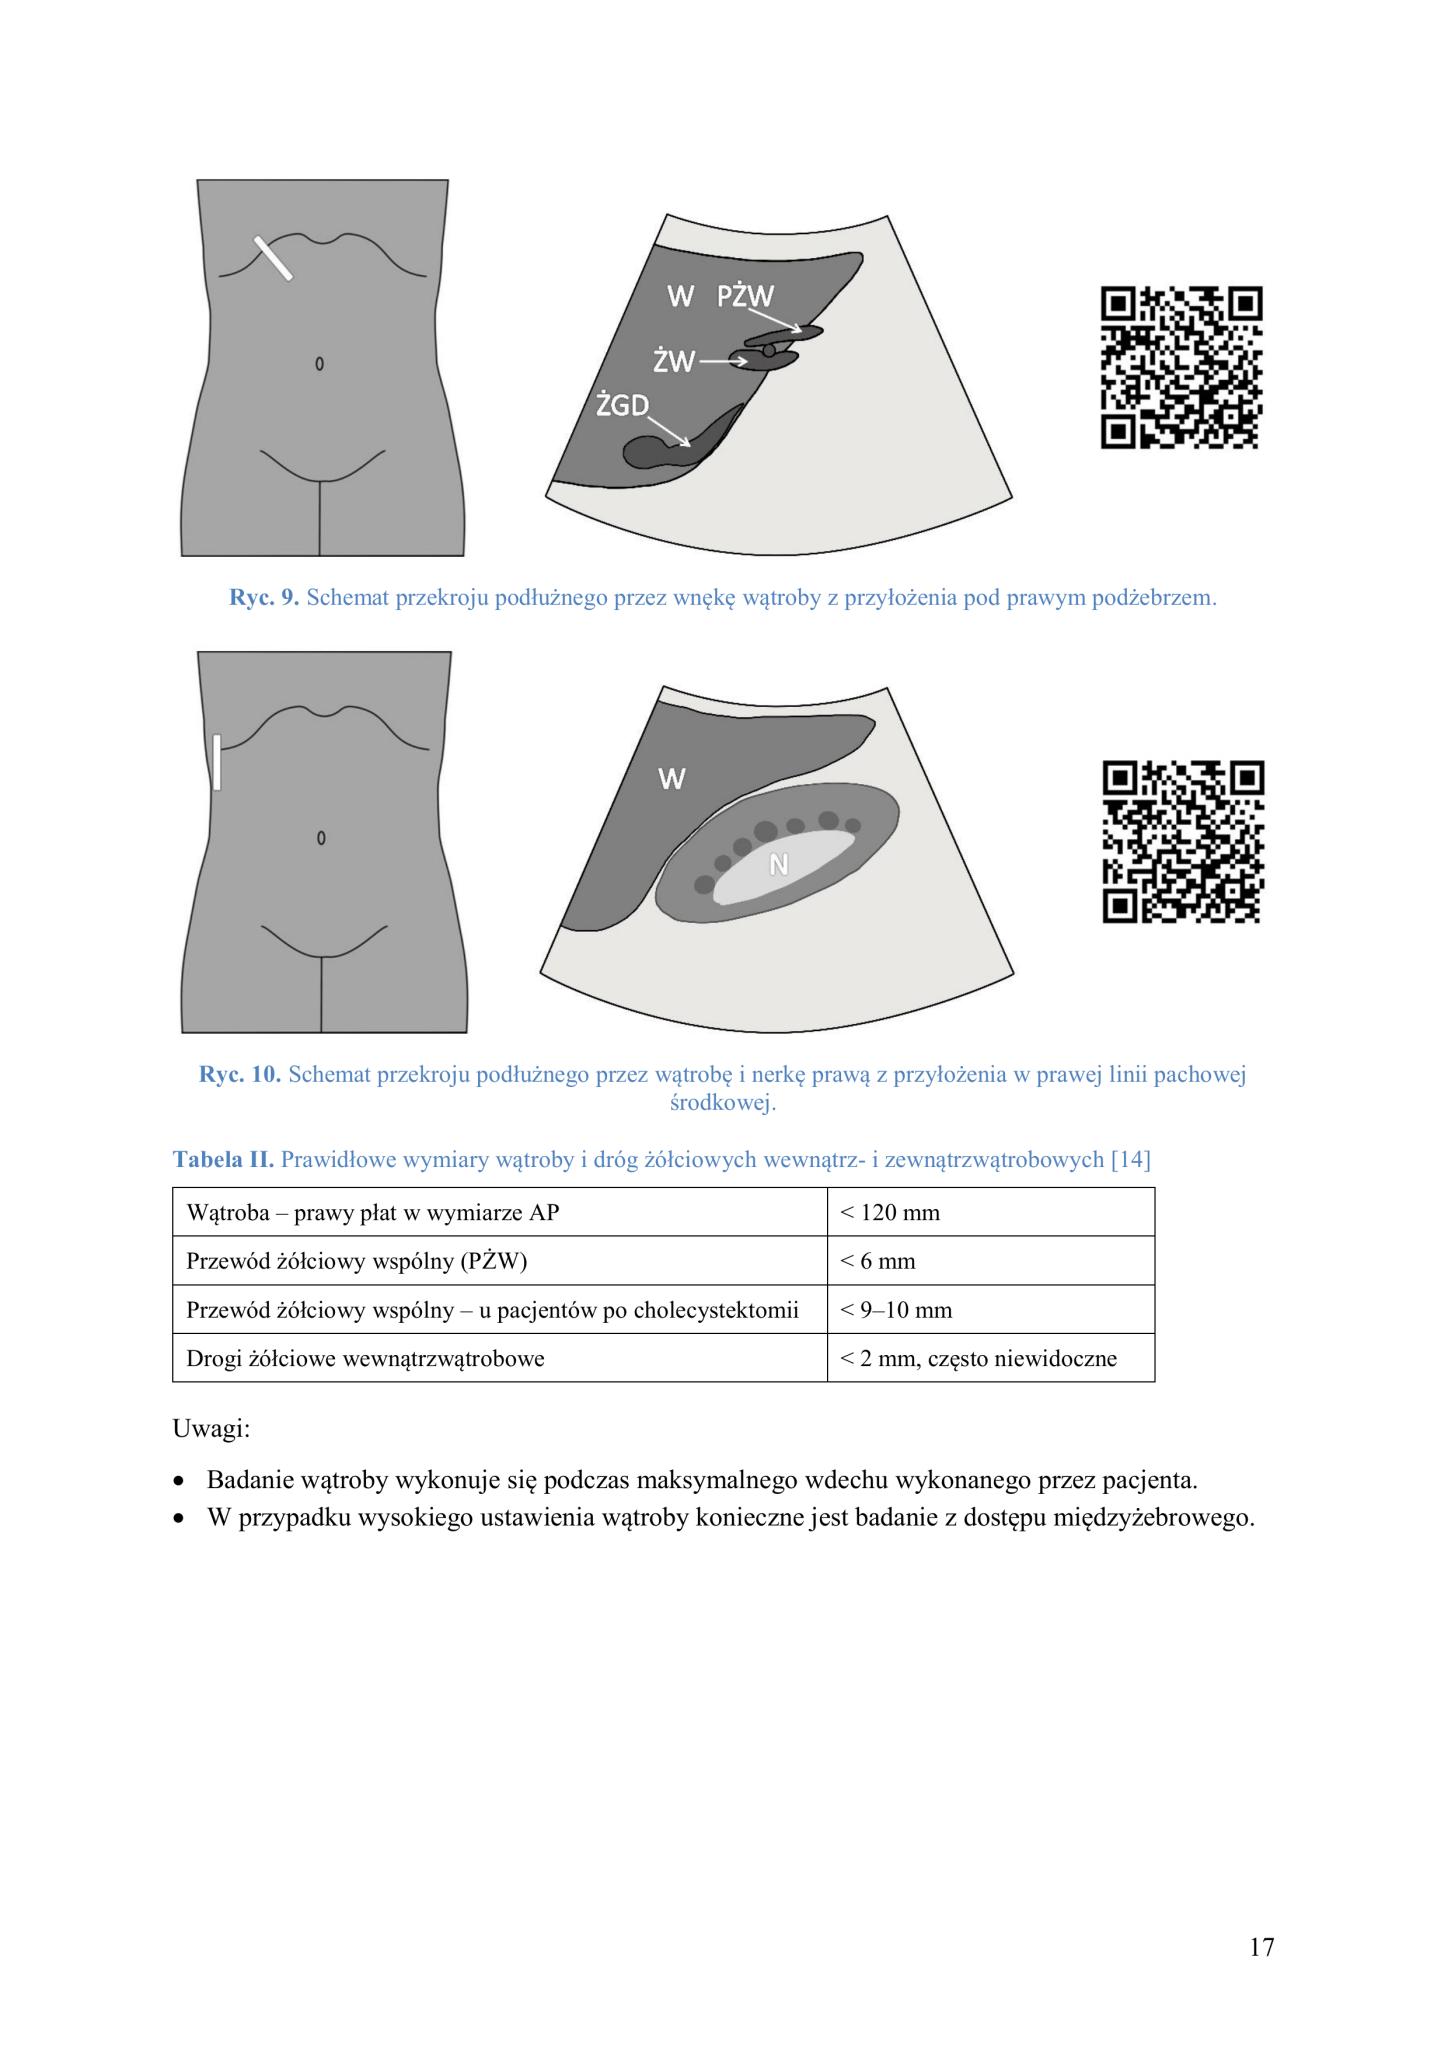 W PŻW
ŻW
ŻGD
Ryc. 9. Schemat przekroju podłużnego przez wnękę wątroby z przyłożenia pod prawym podżebrzem.
W
N
Ryc. 10. Schemat przekroju podłużnego przez wątrobę i nerkę prawą z przyłożenia w prawej linii pachowej
środkowej.
Tabela II. Prawidłowe wymiary wątroby i dróg żółciowych wewnątrz- i zewnątrzwątrobowych [14]
Wątroba – prawy płat w wymiarze AP < 120 mm
Przewód żółciowy wspólny (PŻW) < 6 mm
Przewód żółciowy wspólny – u pacjentów po cholecystektomii < 9–10 mm
Drogi żółciowe wewnątrzwątrobowe < 2 mm, często niewidoczne
Uwagi:
• Badanie wątroby wykonuje się podczas maksymalnego wdechu wykonanego przez pacjenta.
• W przypadku wysokiego ustawienia wątroby konieczne jest badanie z dostępu międzyżebrowego.
17